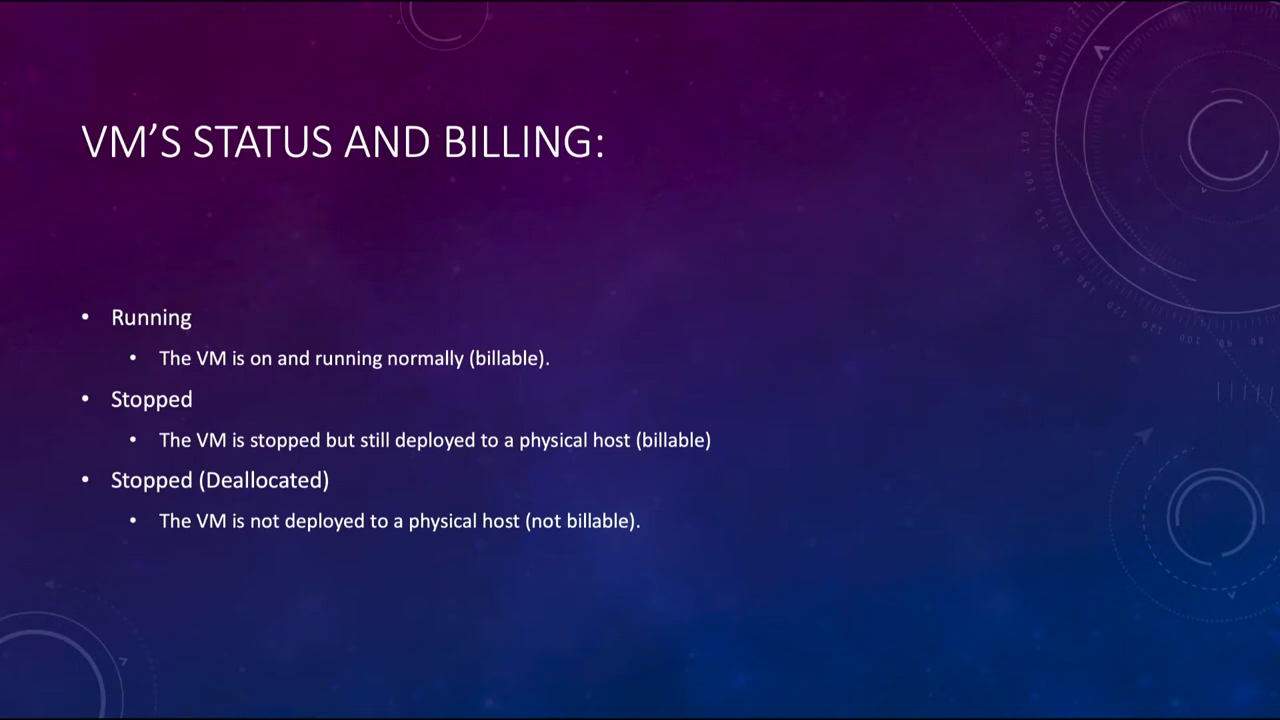 VM’S STATUS AND BILLING:
• Running
• The VM is on and running normally (billable).
• Stopped
• The VM is stopped but still deployed to a physical host (billable)
• Stopped (Deallocated)
• The VM is not deployed to a physical host (not billable).